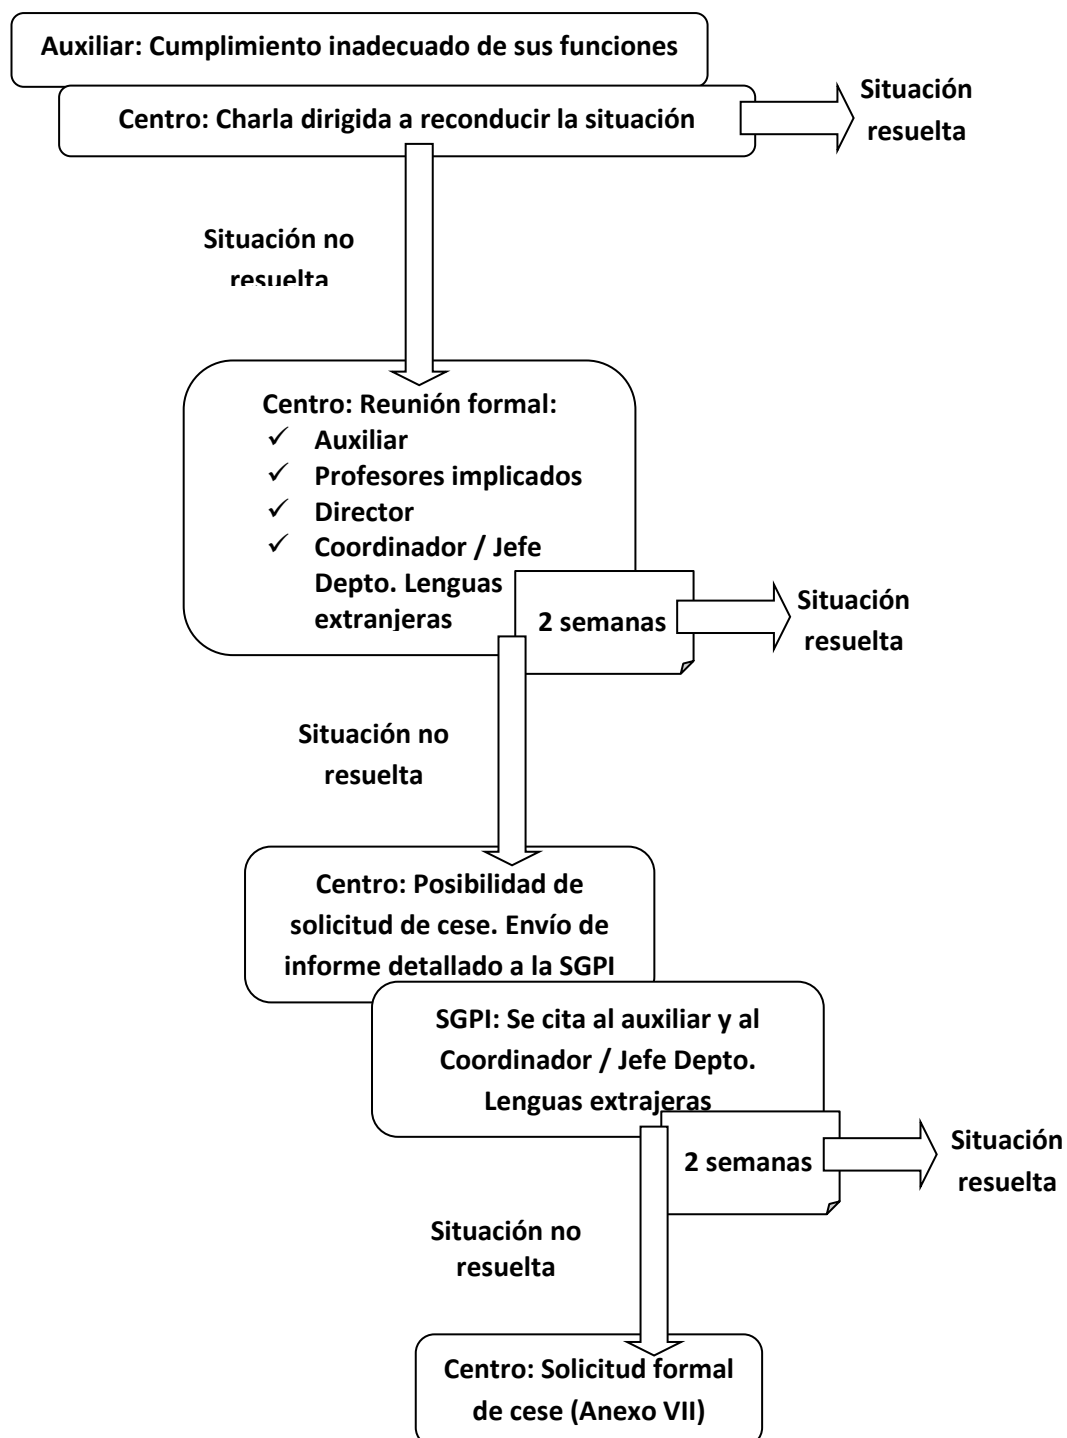 Auxiliar: Cumplimiento inadecuado de sus funciones
Centro: Charla dirigida a reconducir la situación
Situación
resuelta
Situación no
resuelta
Centro: Reunión formal:
✓ Auxiliar
✓ Profesores implicados
✓ Director
✓ Coordinador / Jefe
Depto. Lenguas
extranjeras
2 semanas
Situación
resuelta
Situación no
resuelta
Centro: Posibilidad de
solicitud de cese. Envío de
informe detallado a la SGPI
SGPI: Se cita al auxiliar y al
Coordinador / Jefe Depto.
Lenguas extrajeras
2 semanas
Situación
resuelta
Situación no
resuelta
Centro: Solicitud formal
de cese (Anexo VII)